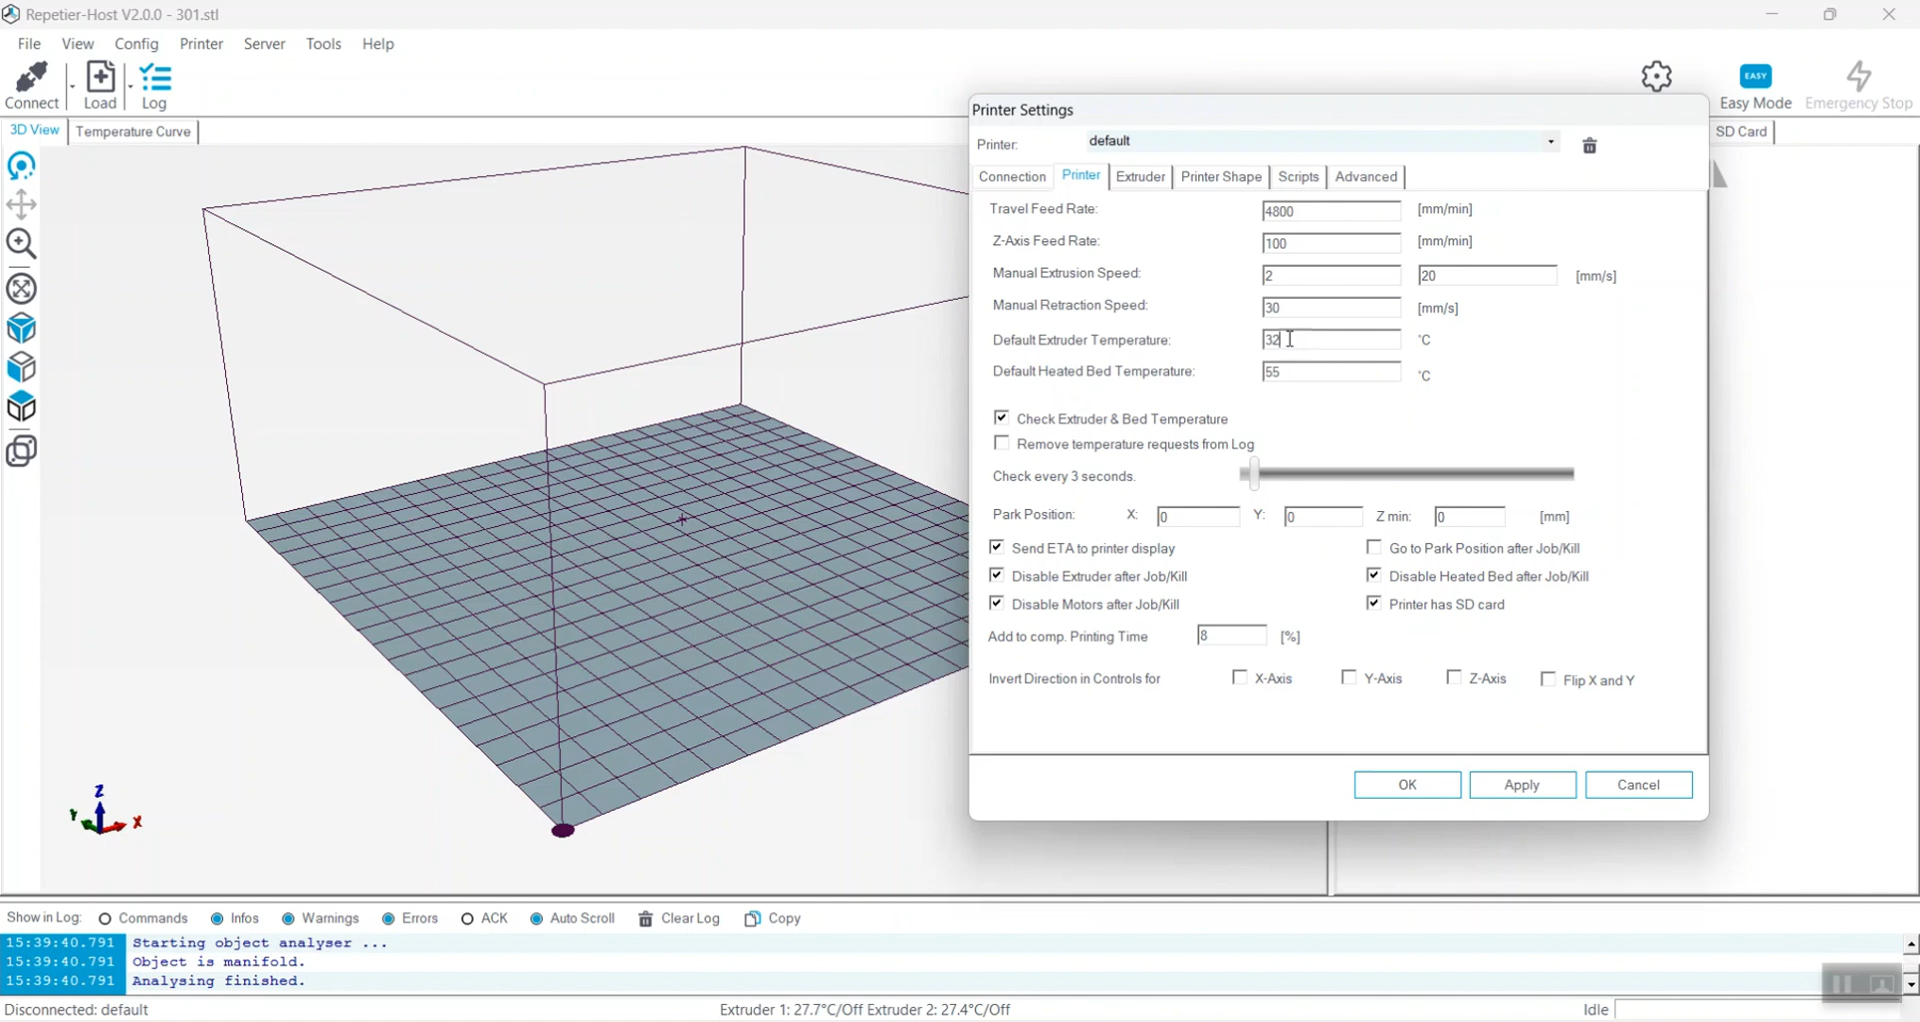 Repetier-Host V2.0.0 - 301.stl
File View Config Printer Server Tools Help
Connect Load Log
EASY
Easy Mode Emergency Stop
3D View Temperature Curve
SD Card
Printer Settings
Printer: default
Connection Printer Extruder Printer Shape Scripts Advanced
Travel Feed Rate: 4800 [mm/min]
Z-Axis Feed Rate: 100 [mm/min]
Manual Extrusion Speed: 2 20 [mm/s]
Manual Retraction Speed: 30 [mm/s]
Default Extruder Temperature: 32 °C
Default Heated Bed Temperature: 55 °C
Check Extruder & Bed Temperature
Remove temperature requests from Log
Check every 3 seconds.
Park Position: X: 0 Y: 0 Z min: 0 [mm]
Send ETA to printer display Go to Park Position after Job/Kill
Disable Extruder after Job/Kill Disable Heated Bed after Job/Kill
Disable Motors after Job/Kill Printer has SD card
Add to comp. Printing Time 8 [%]
Invert Direction in Controls for X-Axis Y-Axis Z-Axis Flip X and Y
OK Apply Cancel
Z
Y X
Show in Log: Commands Infos Warnings Errors ACK Auto Scroll Clear Log Copy
15:39:40.791 Starting object analyser ...
15:39:40.791 Object is manifold.
15:39:40.791 Analysing finished.
Disconnected: default Extruder 1: 27.7°C/Off Extruder 2: 27.4°C/Off Idle